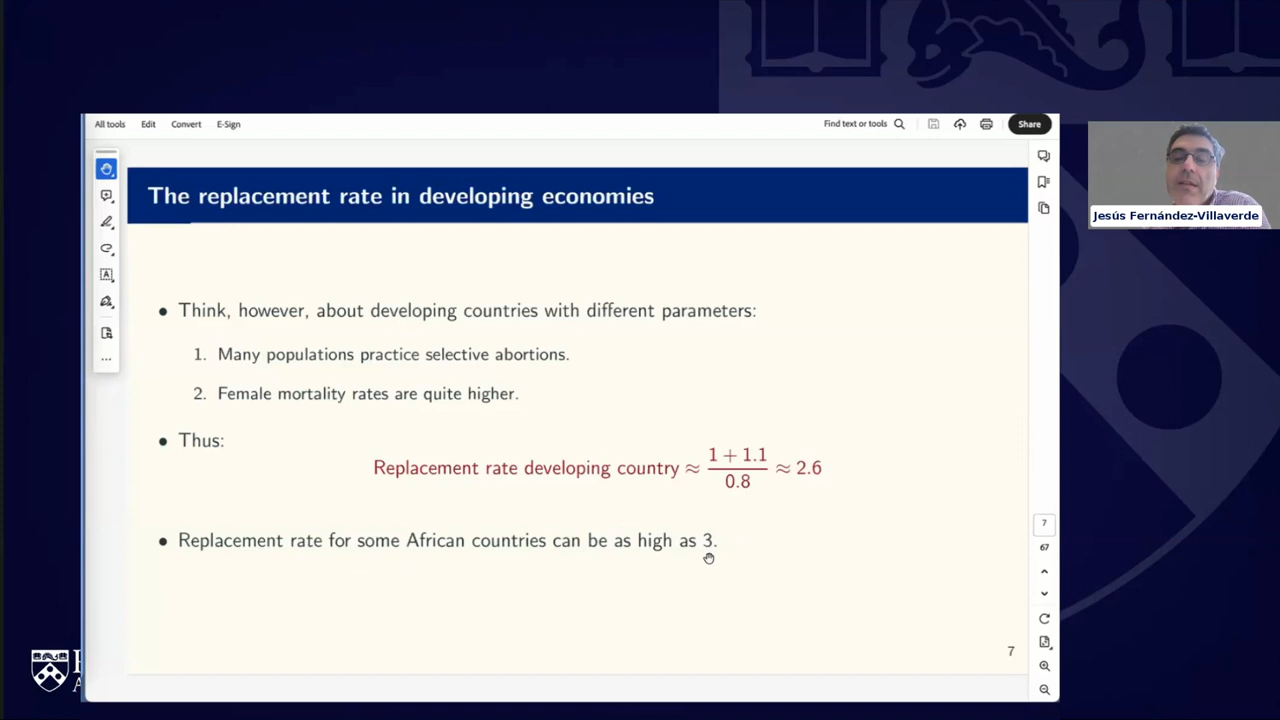 All tools Edit Convert E-Sign Find text or tools Share
The replacement rate in developing economies
Jesús Fernández-Villaverde
• Think, however, about developing countries with different parameters:
1. Many populations practice selective abortions.
2. Female mortality rates are quite higher.
• Thus:
Replacement rate developing country ≈ (1 + 1.1) / 0.8 ≈ 2.6
• Replacement rate for some African countries can be as high as 3.
7
67
7